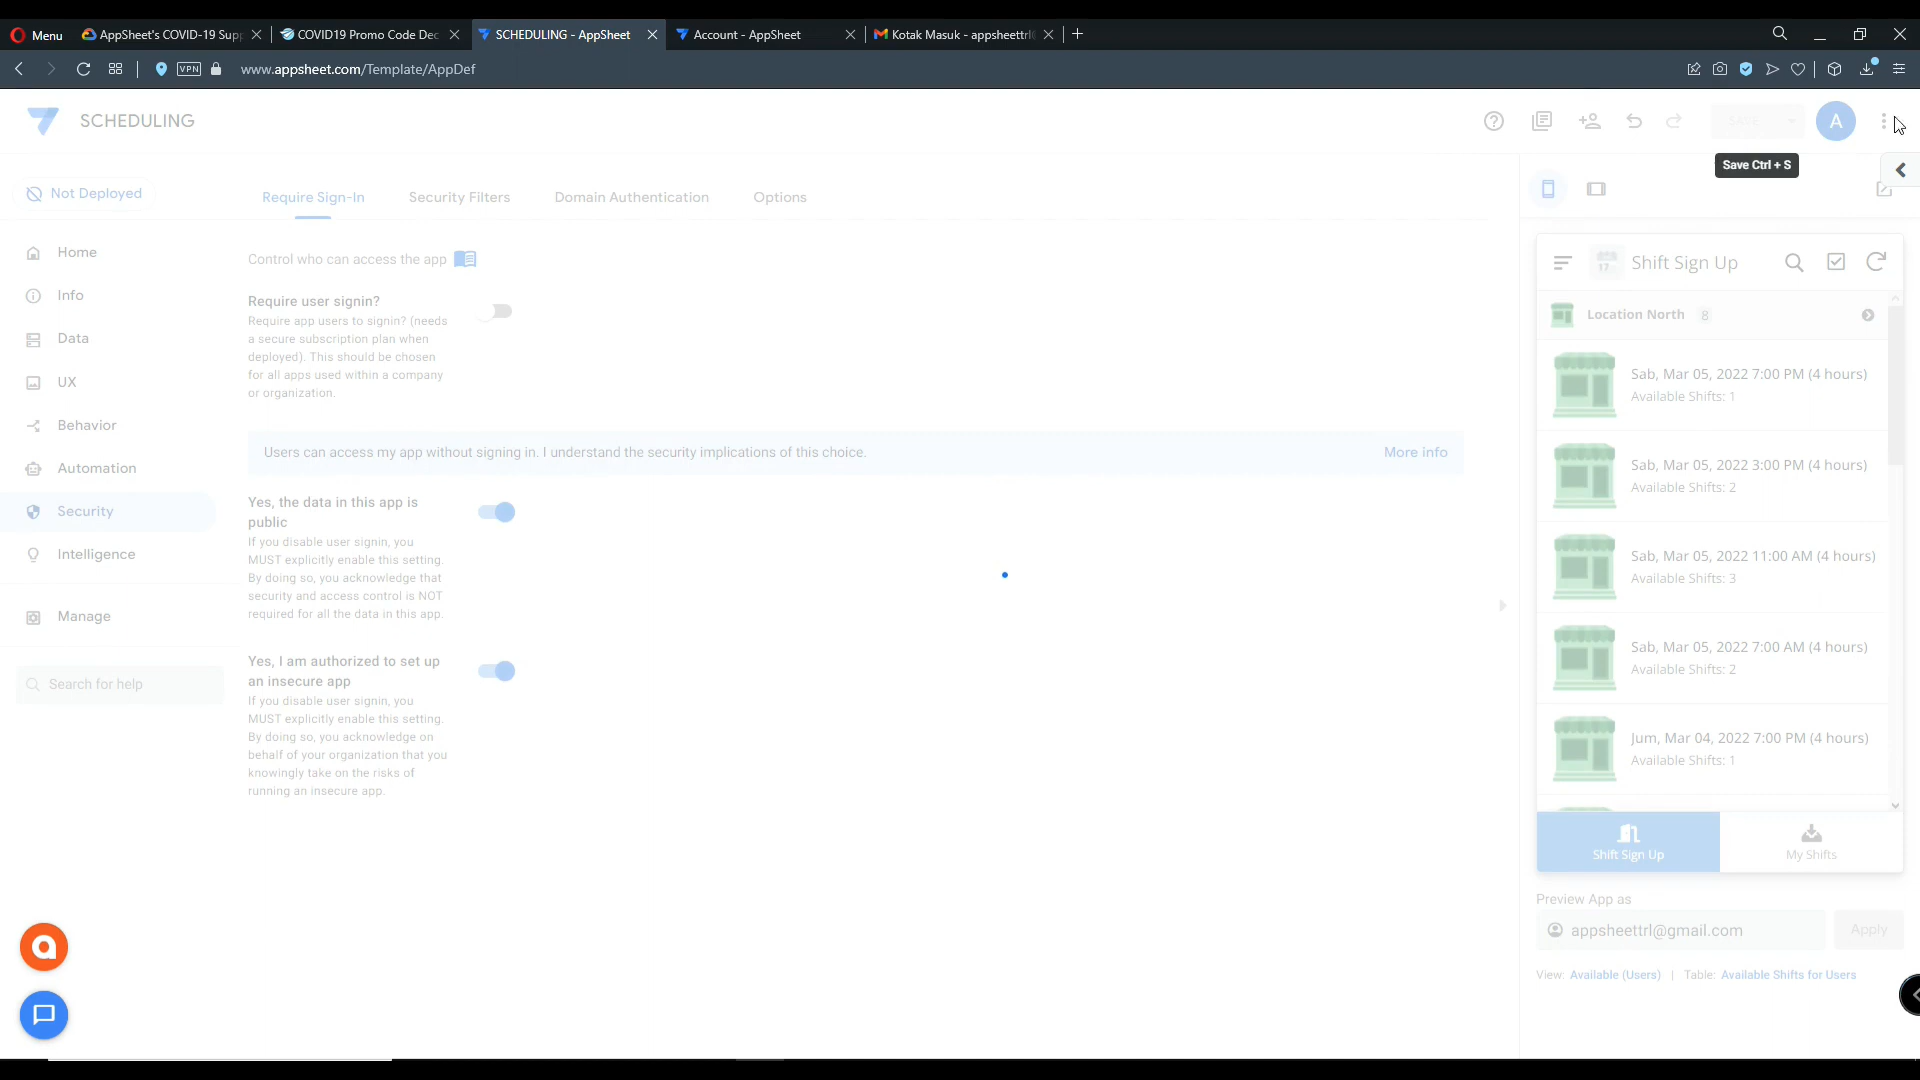 Menu
AppSheet's COVID-19 Supp
COVID19 Promo Code Dec
SCHEDULING - AppSheet
Account - AppSheet
Kotak Masuk - appsheettrl
VPN
www.appsheet.com/Template/AppDef
SCHEDULING
SAVE
A
Save Ctrl + S
Not Deployed
Require Sign-In
Security Filters
Domain Authentication
Options
Home
Info
Data
UX
Behavior
Automation
Security
Intelligence
Manage
Search for help
Control who can access the app
Require user signin?
Require app users to signin? (needs
a secure subscription plan when
deployed). This should be chosen
for all apps used within a company
or organization.
Users can access my app without signing in. I understand the security implications of this choice.
More info
Yes, the data in this app is
public
If you disable user signin, you
MUST explicitly enable this setting.
By doing so, you acknowledge that
security and access control is NOT
required for all the data in this app.
Yes, I am authorized to set up
an insecure app
If you disable user signin, you
MUST explicitly enable this setting.
By doing so, you acknowledge on
behalf of your organization that you
knowingly take on the risks of
running an insecure app.
17
Shift Sign Up
Location North 8
Sab, Mar 05, 2022 7:00 PM (4 hours)
Available Shifts: 1
Sab, Mar 05, 2022 3:00 PM (4 hours)
Available Shifts: 2
Sab, Mar 05, 2022 11:00 AM (4 hours)
Available Shifts: 3
Sab, Mar 05, 2022 7:00 AM (4 hours)
Available Shifts: 2
Jum, Mar 04, 2022 7:00 PM (4 hours)
Available Shifts: 1
Shift Sign Up
My Shifts
Preview App as
appsheettrl@gmail.com
Apply
View: Available (Users) | Table: Available Shifts for Users